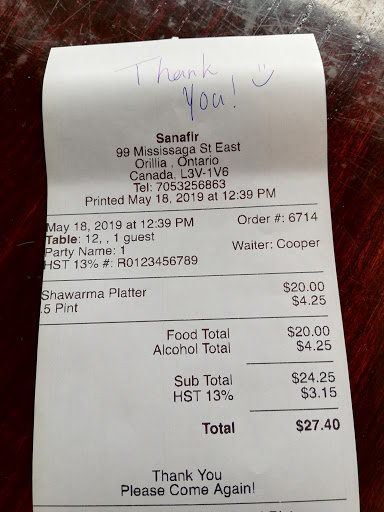 Thank
You!
Sanafir
99 Mississaga St East
Orillia , Ontario
Canada, L3V-1V6
Tel: 7053256863
Printed May 18, 2019 at 12:39 PM
May 18, 2019 at 12:39 PM Order #: 6714
Table: 12, , 1 guest
Party Name: 1 Waiter: Cooper
HST 13% #: R0123456789
Shawarma Platter $20.00
.5 Pint $4.25
Food Total $20.00
Alcohol Total $4.25
Sub Total $24.25
HST 13% $3.15
Total $27.40
Thank You
Please Come Again!